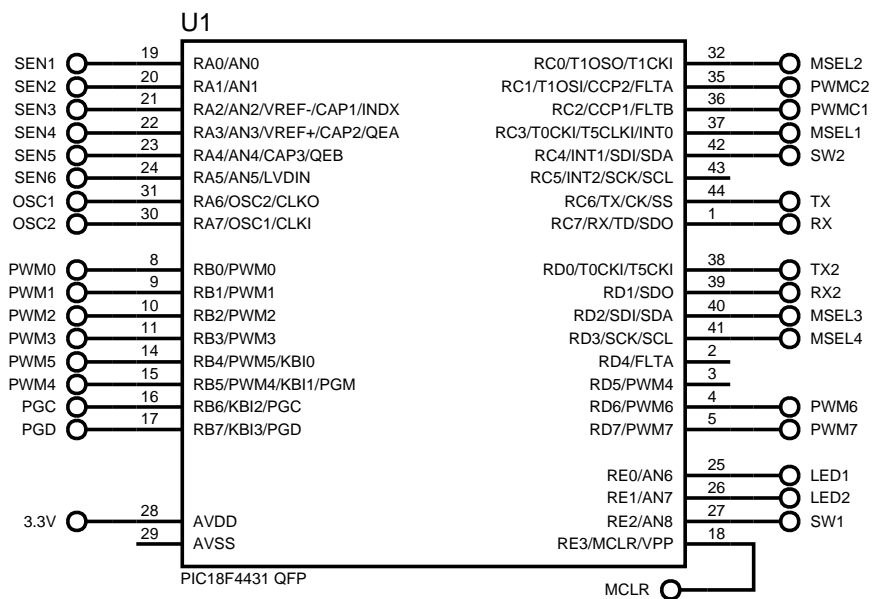 U1
SEN1 19 RA0/AN0 RC0/T1OSO/T1CKI 32 MSEL2
SEN2 20 RA1/AN1 RC1/T1OSI/CCP2/FLTA 35 PWMC2
SEN3 21 RA2/AN2/VREF-/CAP1/INDX RC2/CCP1/FLTB 36 PWMC1
SEN4 22 RA3/AN3/VREF+/CAP2/QEA RC3/T0CKI/T5CLKI/INT0 37 MSEL1
SEN5 23 RA4/AN4/CAP3/QEB RC4/INT1/SDI/SDA 42 SW2
SEN6 24 RA5/AN5/LVDIN RC5/INT2/SCK/SCL 43
OSC1 31 RA6/OSC2/CLKO RC6/TX/CK/SS 44 TX
OSC2 30 RA7/OSC1/CLKI RC7/RX/TD/SDO 1 RX
PWM0 8 RB0/PWM0 RD0/T0CKI/T5CKI 38 TX2
PWM1 9 RB1/PWM1 RD1/SDO 39 RX2
PWM2 10 RB2/PWM2 RD2/SDI/SDA 40 MSEL3
PWM3 11 RB3/PWM3 RD3/SCK/SCL 41 MSEL4
PWM5 14 RB4/PWM5/KBI0 RD4/FLTA 2
PWM4 15 RB5/PWM4/KBI1/PGM RD5/PWM4 3
PGC 16 RB6/KBI2/PGC RD6/PWM6 4 PWM6
PGD 17 RB7/KBI3/PGD RD7/PWM7 5 PWM7
RE0/AN6 25 LED1
RE1/AN7 26 LED2
3.3V 28 AVDD RE2/AN8 27 SW1
29 AVSS RE3/MCLR/VPP 18
PIC18F4431 QFP
MCLR